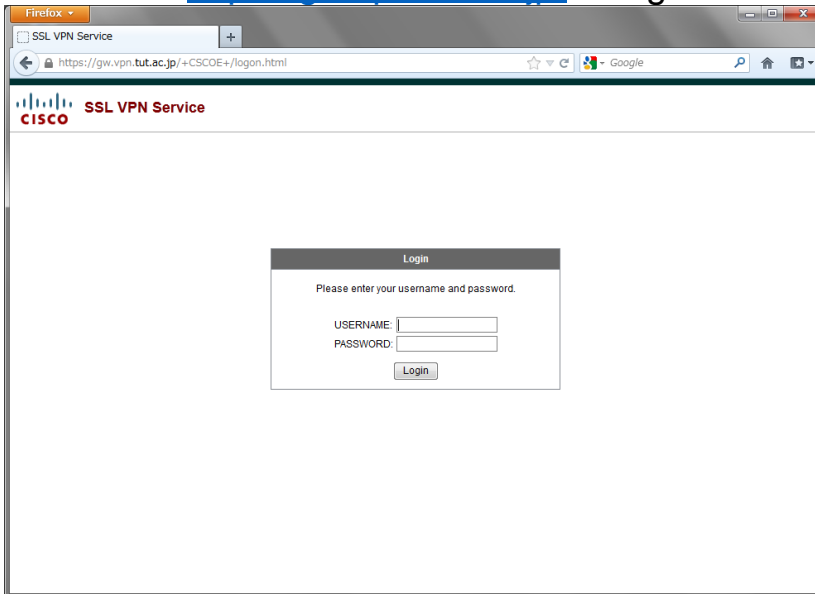 Firefox
SSL VPN Service
https://gw.vpn.tut.ac.jp/+CSCOE+/logon.html
Google
CISCO SSL VPN Service
Login
Please enter your username and password.
USERNAME:
PASSWORD:
Login